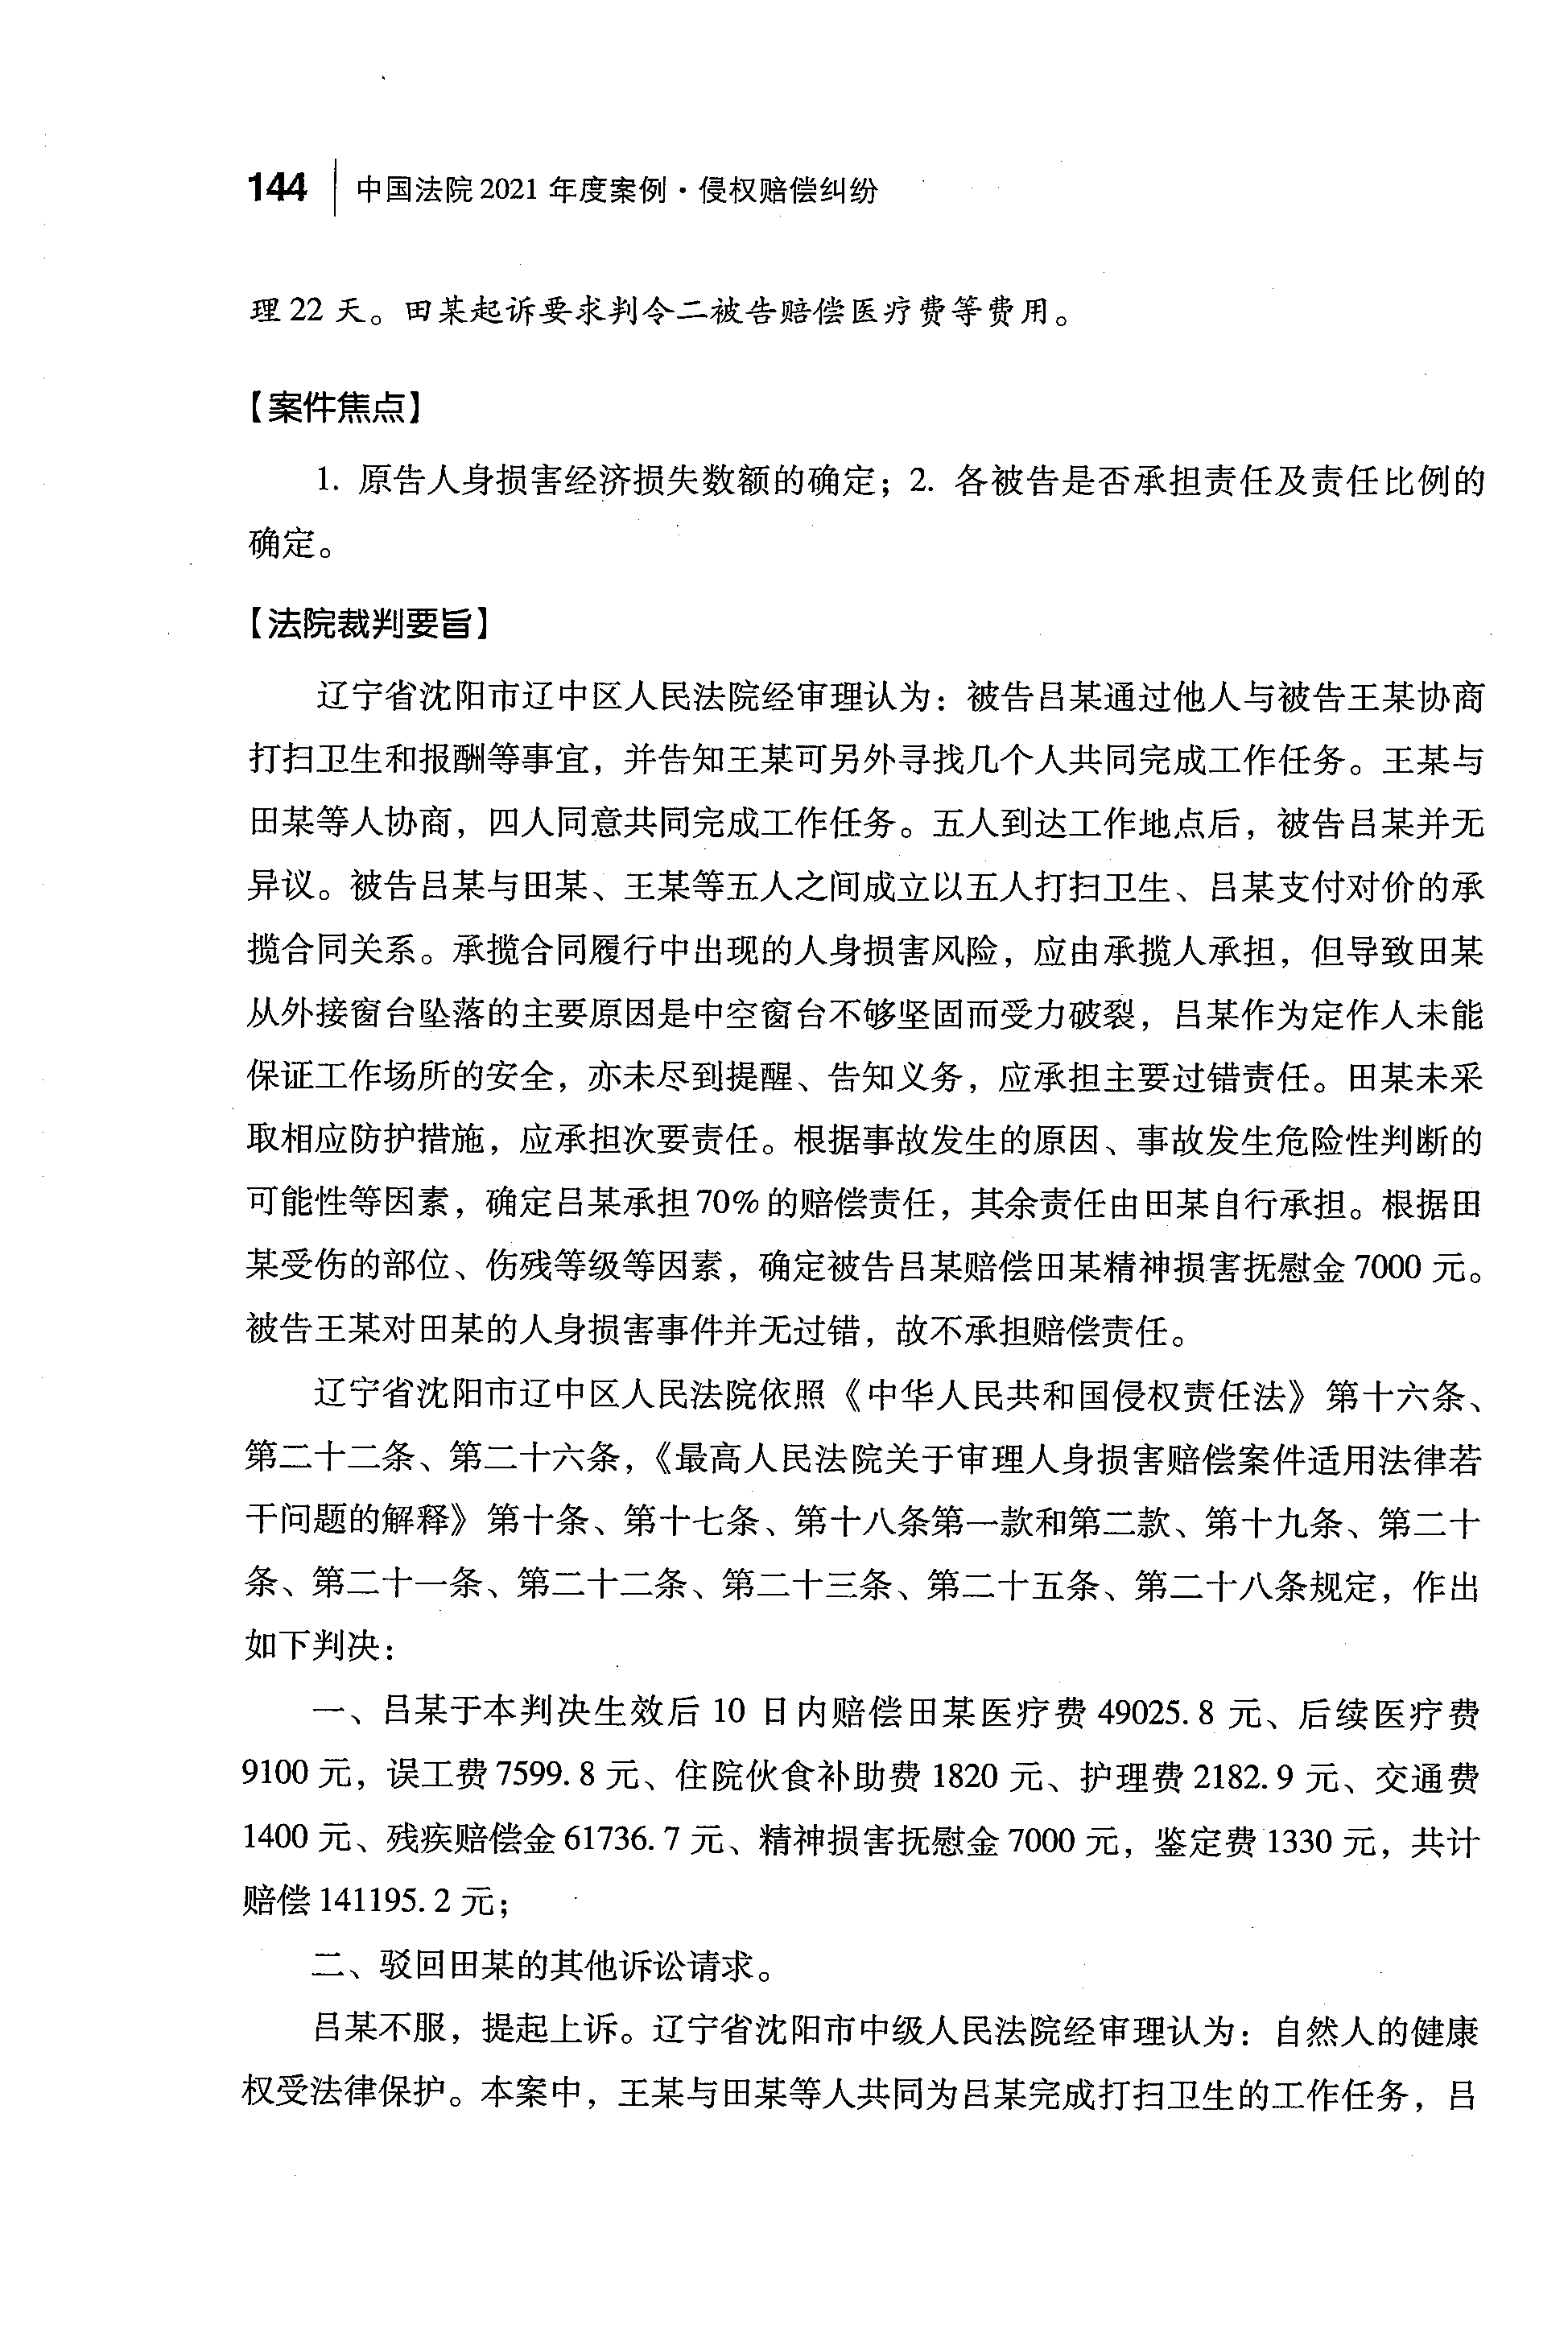 144 中国法院2021年度案例·侵权赔偿纠纷
理22天。田某起诉要求判令二被告赔偿医疗费等费用。
【案件焦点】
1. 原告人身损害经济损失数额的确定；2. 各被告是否承担责任及责任比例的
确定。
【法院裁判要旨】
辽宁省沈阳市辽中区人民法院经审理认为：被告吕某通过他人与被告王某协商
打扫卫生和报酬等事宜，并告知王某可另外寻找几个人共同完成工作任务。王某与
田某等人协商，四人同意共同完成工作任务。五人到达工作地点后，被告吕某并无
异议。被告吕某与田某、王某等五人之间成立以五人打扫卫生、吕某支付对价的承
揽合同关系。承揽合同履行中出现的人身损害风险，应由承揽人承担，但导致田某
从外接窗台坠落的主要原因是中空窗台不够坚固而受力破裂，吕某作为定作人未能
保证工作场所的安全，亦未尽到提醒、告知义务，应承担主要过错责任。田某未采
取相应防护措施，应承担次要责任。根据事故发生的原因、事故发生危险性判断的
可能性等因素，确定吕某承担70%的赔偿责任，其余责任由田某自行承担。根据田
某受伤的部位、伤残等级等因素，确定被告吕某赔偿田某精神损害抚慰金7000元。
被告王某对田某的人身损害事件并无过错，故不承担赔偿责任。
辽宁省沈阳市辽中区人民法院依照《中华人民共和国侵权责任法》第十六条、
第二十二条、第二十六条，《最高人民法院关于审理人身损害赔偿案件适用法律若
干问题的解释》第十条、第十七条、第十八条第一款和第二款、第十九条、第二十
条、第二十一条、第二十二条、第二十三条、第二十五条、第二十八条规定，作出
如下判决：
一、吕某于本判决生效后10日内赔偿田某医疗费49025.8元、后续医疗费
9100元，误工费7599.8元、住院伙食补助费1820元、护理费2182.9元、交通费
1400元、残疾赔偿金61736.7元、精神损害抚慰金7000元，鉴定费1330元，共计
赔偿141195.2元；
二、驳回田某的其他诉讼请求。
吕某不服，提起上诉。辽宁省沈阳市中级人民法院经审理认为：自然人的健康
权受法律保护。本案中，王某与田某等人共同为吕某完成打扫卫生的工作任务，吕